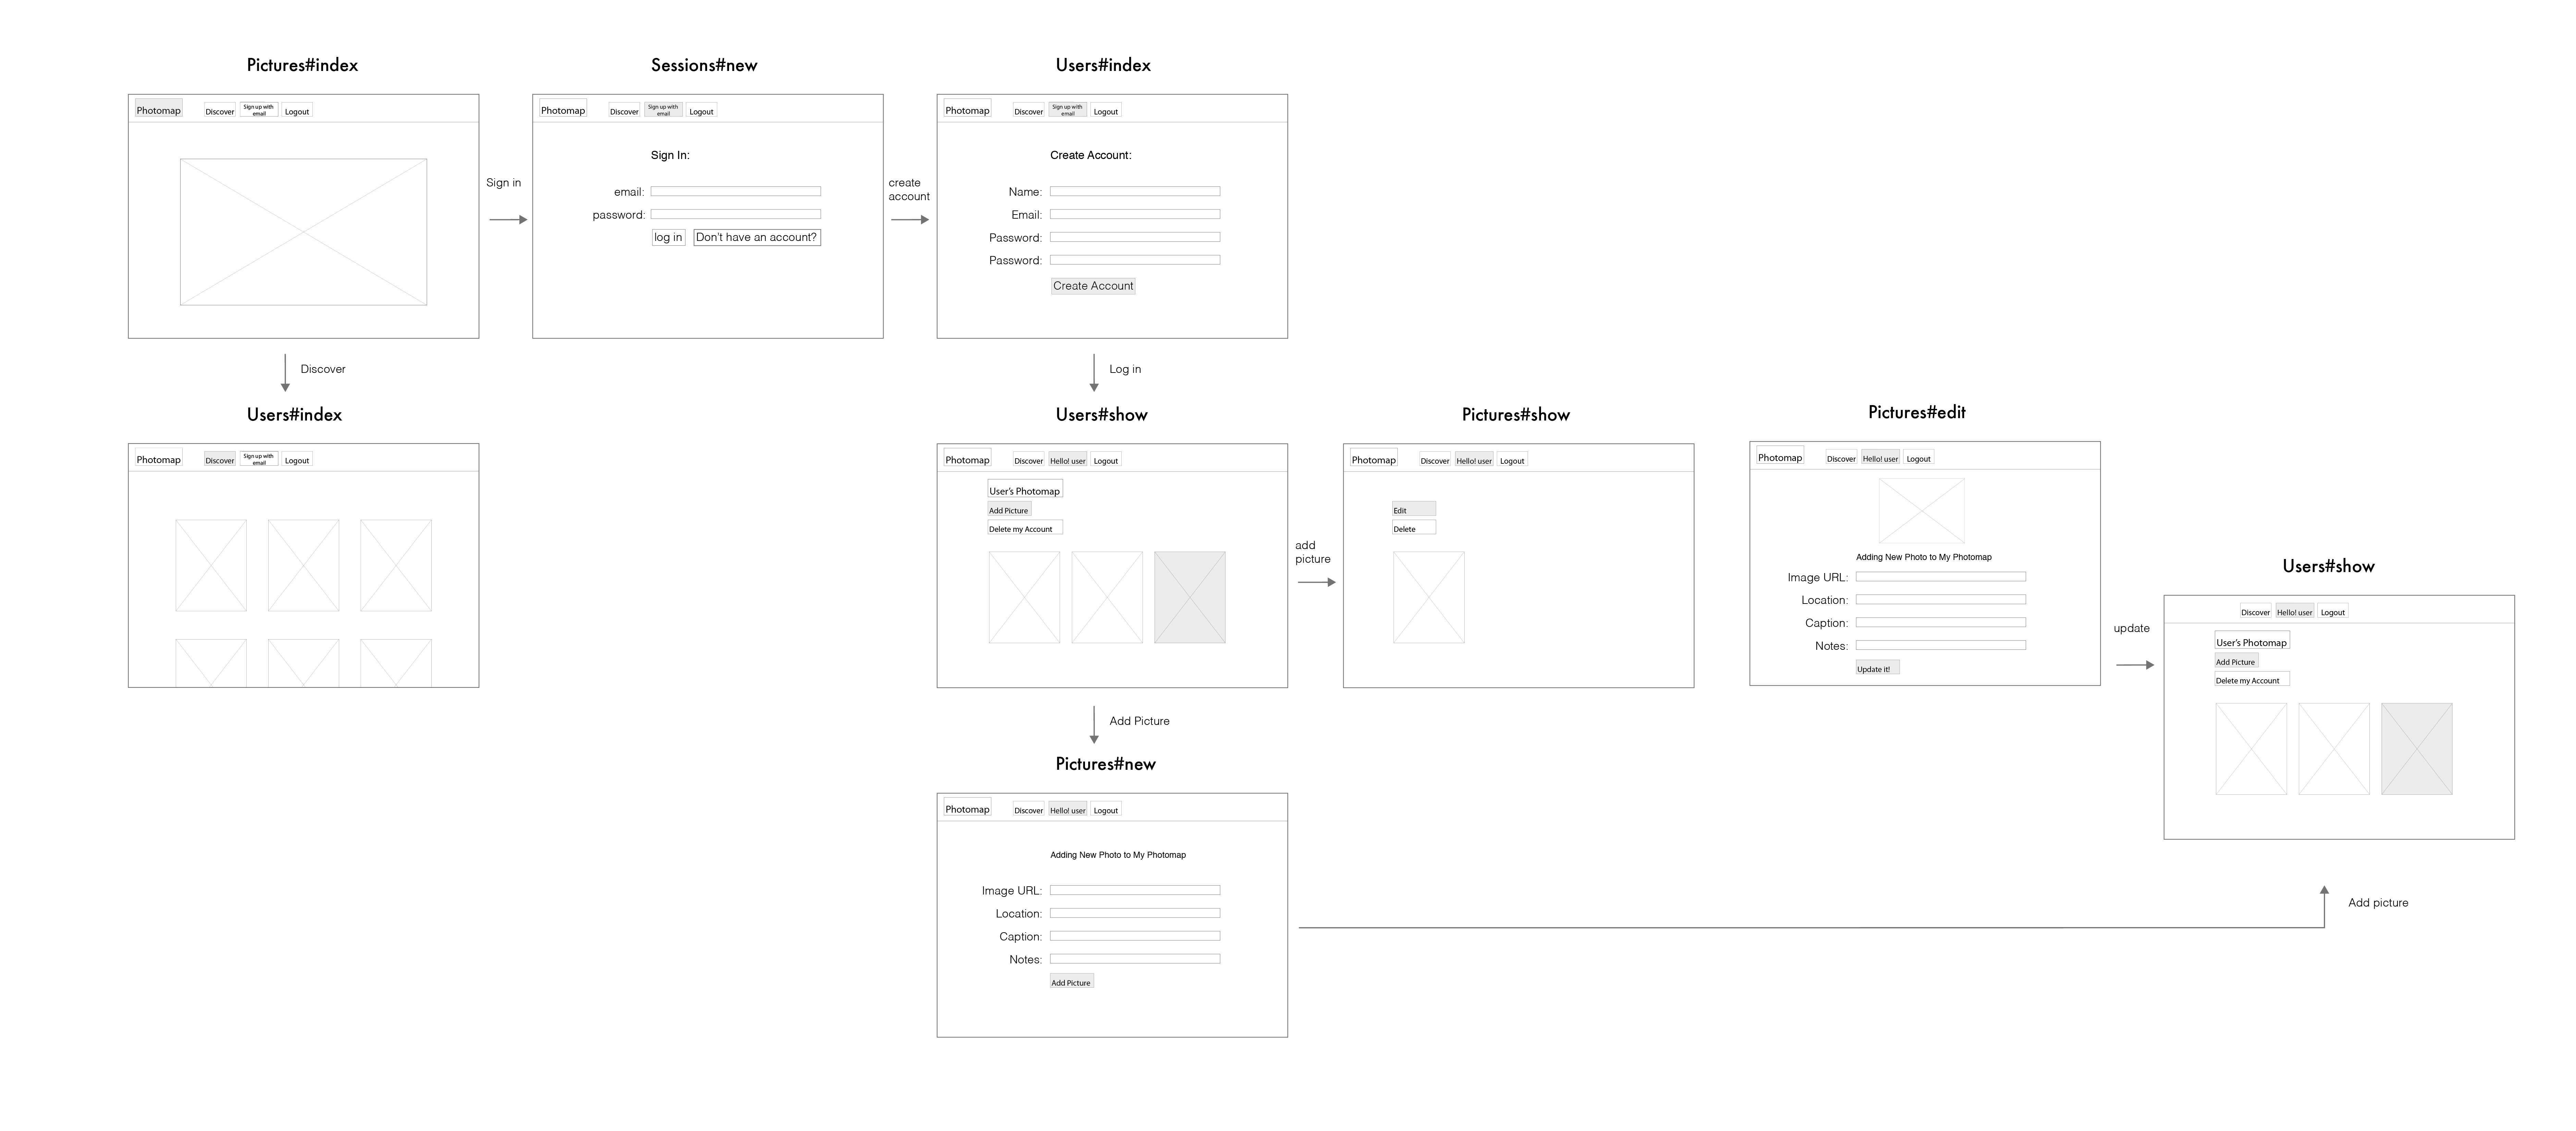 Pictures#index
Photomap
Discover
Sign up with
email
Logout
Sign in
Sessions#new
Photomap
Discover
Sign up with
email
Logout
Sign In:
email:
password:
log in
Don't have an account?
create
account
Users#index
Photomap
Discover
Sign up with
email
Logout
Create Account:
Name:
Email:
Password:
Password:
Create Account
Discover
Log in
Users#index
Photomap
Discover
Sign up with
email
Logout
Users#show
Photomap
Discover
Hello! user
Logout
User's Photomap
Add Picture
Delete my Account
add
picture
Pictures#show
Photomap
Discover
Hello! user
Logout
Edit
Delete
Pictures#edit
Photomap
Discover
Hello! user
Logout
Adding New Photo to My Photomap
Image URL:
Location:
Caption:
Notes:
Update it!
update
Users#show
Discover
Hello! user
Logout
User's Photomap
Add Picture
Delete my Account
Add Picture
Pictures#new
Photomap
Discover
Hello! user
Logout
Adding New Photo to My Photomap
Image URL:
Location:
Caption:
Notes:
Add Picture
Add picture